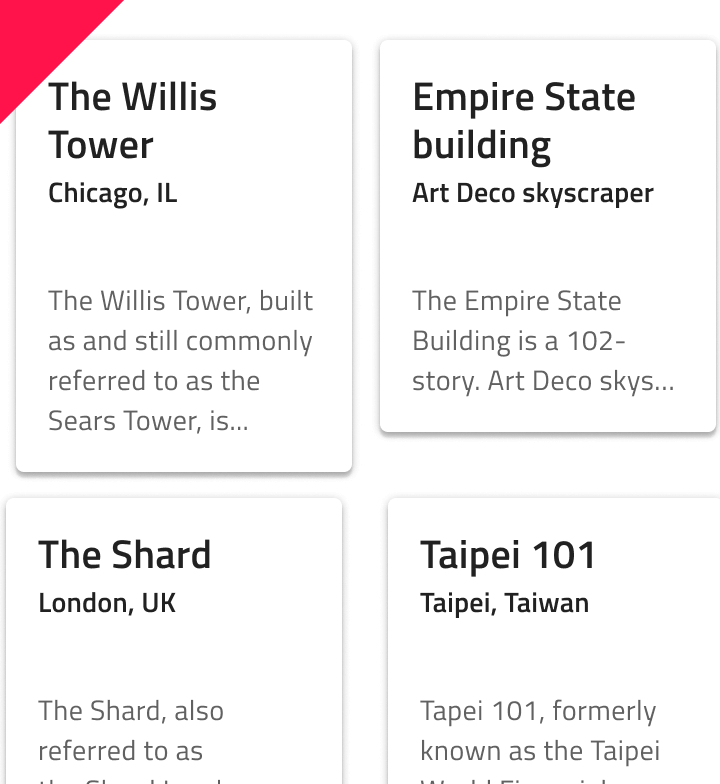 The Willis
Tower
Chicago, IL
The Willis Tower, built
as and still commonly
referred to as the
Sears Tower, is...
Empire State
building
Art Deco skyscraper
The Empire State
Building is a 102-
story. Art Deco skys...
The Shard
London, UK
The Shard, also
referred to as
Taipei 101
Taipei, Taiwan
Tapei 101, formerly
known as the Taipei